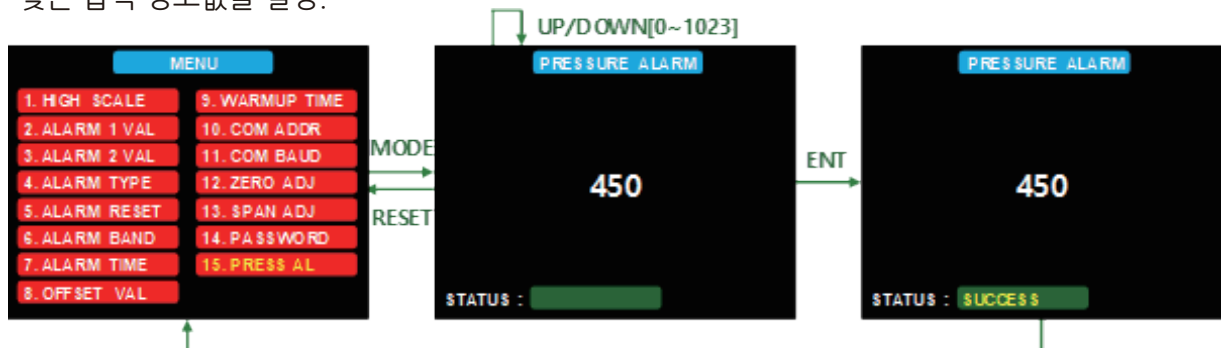 UP/DOWN[0~1023]
MENU
1. HIGH SCALE
2. ALARM 1 VAL
3. ALARM 2 VAL
4. ALARM TYPE
5. ALARM RESET
6. ALARM BAND
7. ALARM TIME
8. OFFSET VAL
9. WARMUP TIME
10. COM ADDR
11. COM BAUD
12. ZERO ADJ
13. SPAN ADJ
14. PASSWORD
15. PRESS AL
MODE
RESET
PRESSURE ALARM
450
STATUS :
ENT
PRESSURE ALARM
450
STATUS : SUCCESS